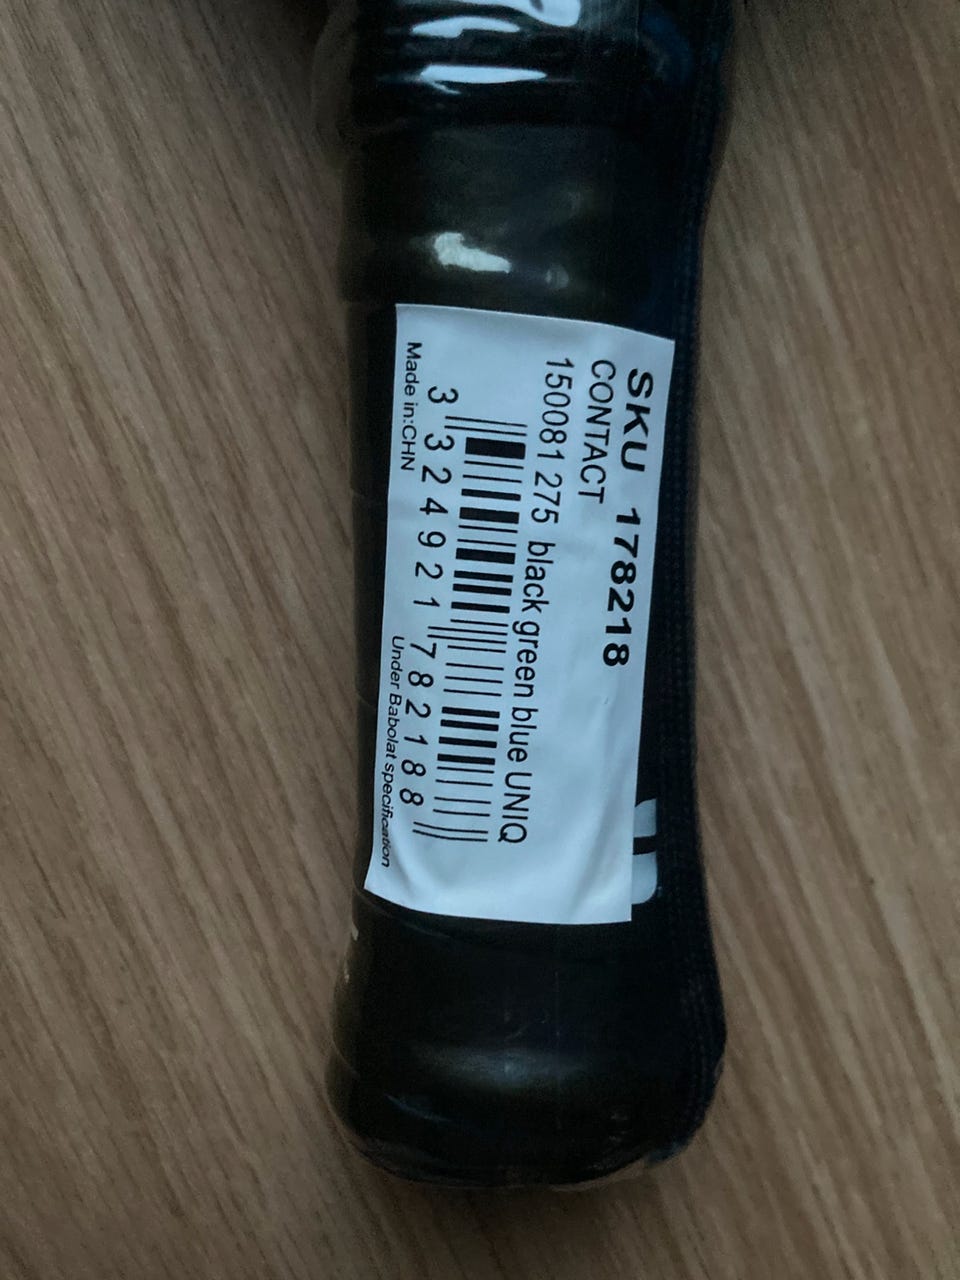 SKU 178218
CONTACT
150081 275 black green blue UNIQ
3 324921 782188
Made in:CHN
Under Babolat specification